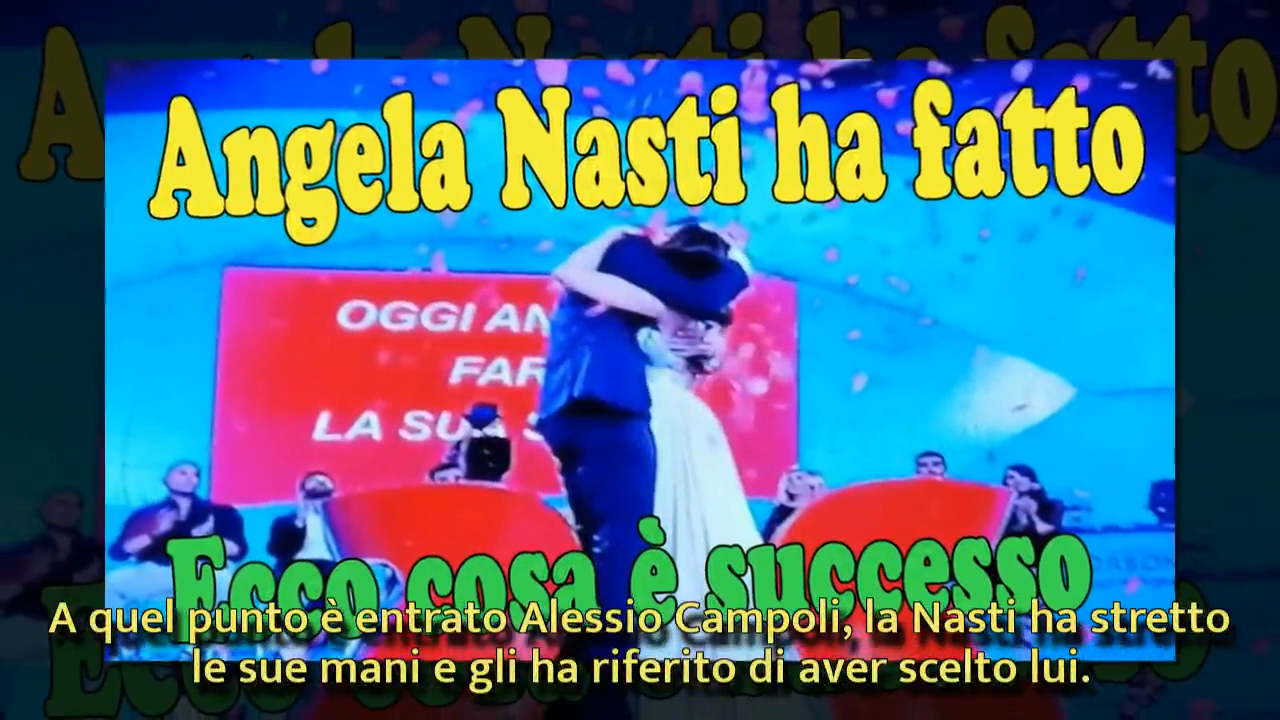 Angela Nasti ha fatto
OGGI AN
FAR
LA SUA S
Ecco cosa è successo
A quel punto è entrato Alessio Campoli, la Nasti ha stretto
le sue mani e gli ha riferito di aver scelto lui.